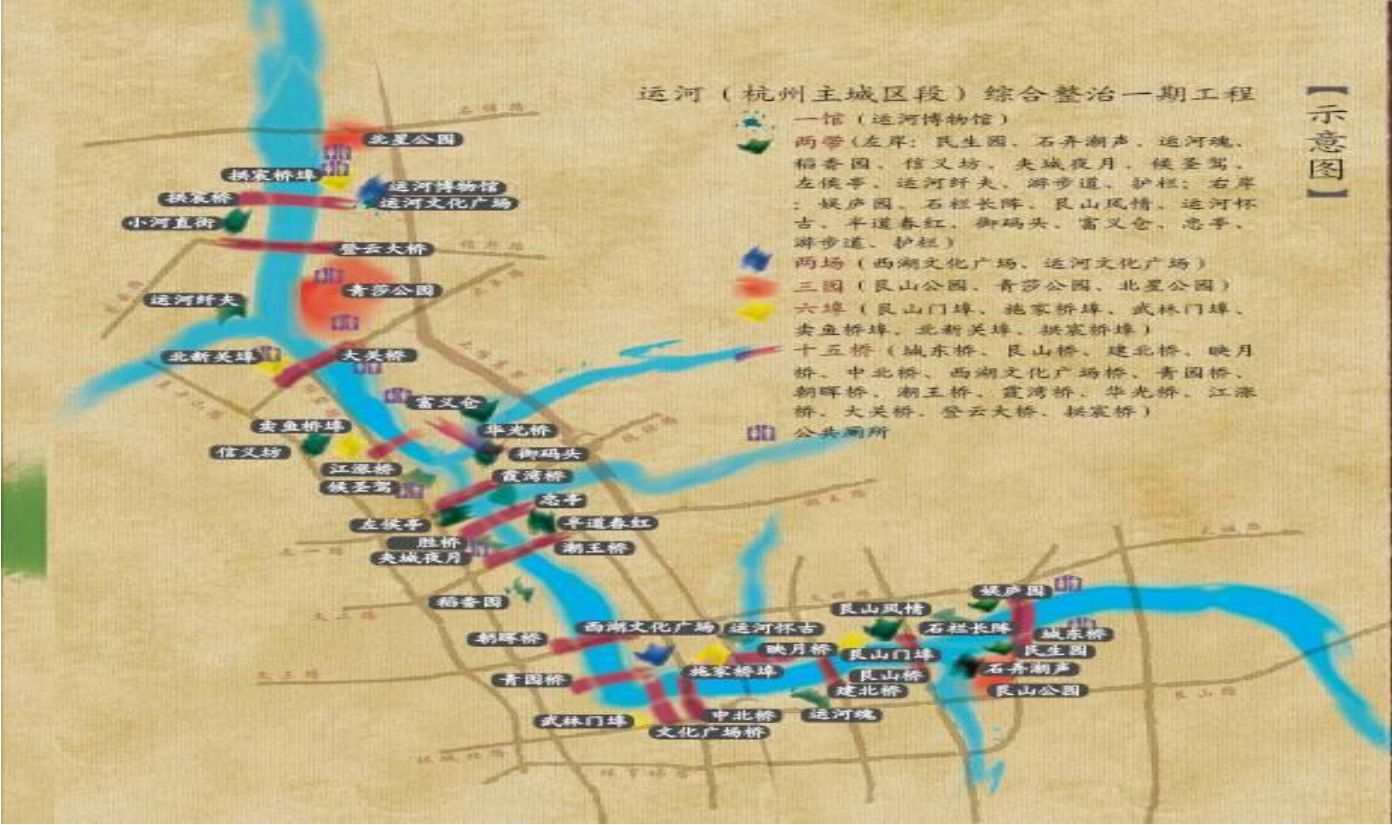 运河（杭州主城区段）综合整治一期工程
【示意图】
一馆（运河博物馆）
两带（左岸：民生园、石弄潮声、运河魂、
稻香园、信义坊、夹城夜月、候圣驾、
左侯亭、运河纤夫、游步道、护栏；右岸
：娱庐园、石栏长阵、艮山风情、运河怀
古、半道春红、御码头、富义仓、忠亭、
游步道、护栏）
两场（西湖文化广场、运河文化广场）
三园（艮山公园、青莎公园、北星公园）
六埠（艮山门埠、施家桥埠、武林门埠、
卖鱼桥埠、北新关埠、拱宸桥埠）
十五桥（城东桥、艮山桥、建北桥、映月
桥、中北桥、西湖文化广场桥、青园桥、
朝晖桥、潮王桥、霞湾桥、华光桥、江涨
桥、大关桥、登云大桥、拱宸桥）
公共厕所
北星公园
拱宸桥埠
运河博物馆
拱宸桥
运河文化广场
小河直街
登云大桥
青莎公园
运河纤夫
北新关埠
大关桥
富义仓
卖鱼桥埠
华光桥
信义坊
御码头
江涨桥
霞湾桥
候圣驾
忠亭
左侯亭
半道春红
胜桥
潮王桥
夹城夜月
稻香园
娱庐园
艮山风情
西湖文化广场
运河怀古
石栏长阵
城东桥
朝晖桥
映月桥
艮山门埠
民生园
施家桥埠
石弄潮声
青园桥
艮山桥
建北桥
艮山公园
武林门埠
中北桥
运河魂
文化广场桥
艮山路